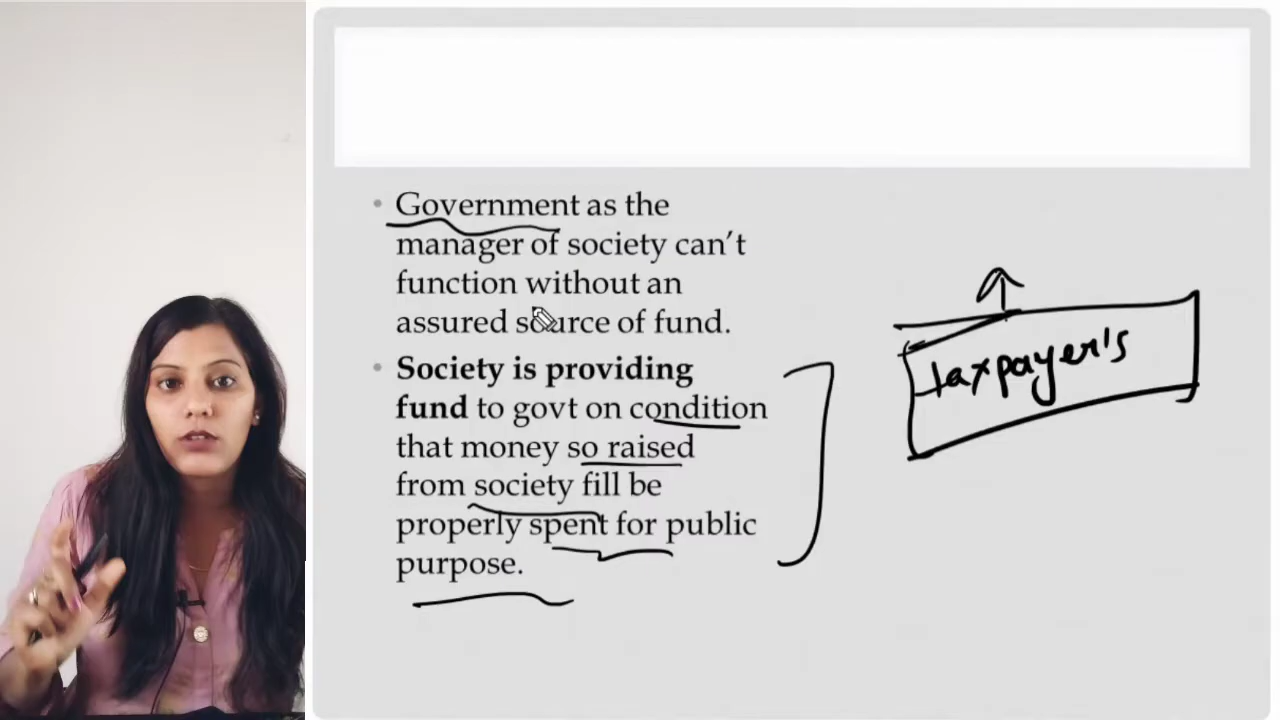 • Government as the
manager of society can't
function without an
assured source of fund.
• Society is providing
fund to govt on condition
that money so raised
from society fill be
properly spent for public
purpose.
taxpayer's